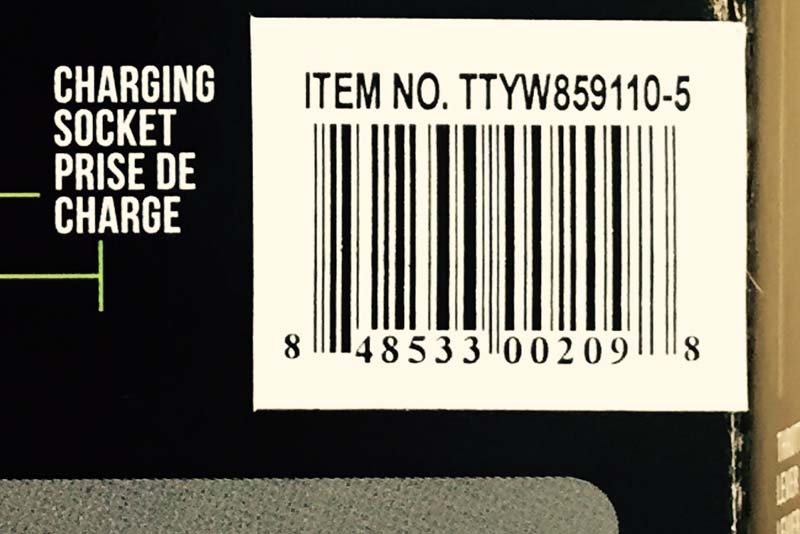 CHARGING
SOCKET
PRISE DE
CHARGE
ITEM NO. TTYW859110-5
8 48533 00209 8